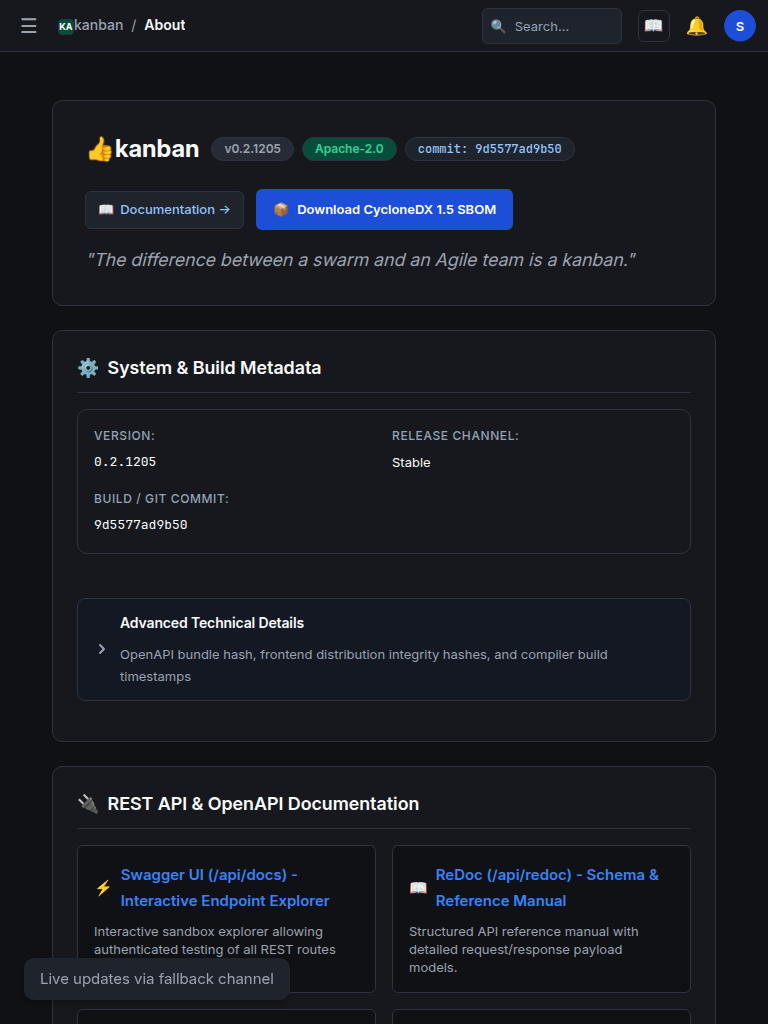 ☰ KA kanban / About
🔍 Search... 📖 🔔 S
👍kanban v0.2.1205 Apache-2.0 commit: 9d5577ad9b50
📖 Documentation → 📦 Download CycloneDX 1.5 SBOM
"The difference between a swarm and an Agile team is a kanban."
⚙️ System & Build Metadata
VERSION:
0.2.1205
RELEASE CHANNEL:
Stable
BUILD / GIT COMMIT:
9d5577ad9b50
Advanced Technical Details
OpenAPI bundle hash, frontend distribution integrity hashes, and compiler build
timestamps
🔌 REST API & OpenAPI Documentation
⚡ Swagger UI (/api/docs) -
Interactive Endpoint Explorer
Interactive sandbox explorer allowing
authenticated testing of all REST routes
📖 ReDoc (/api/redoc) - Schema &
Reference Manual
Structured API reference manual with
detailed request/response payload
models.
Live updates via fallback channel